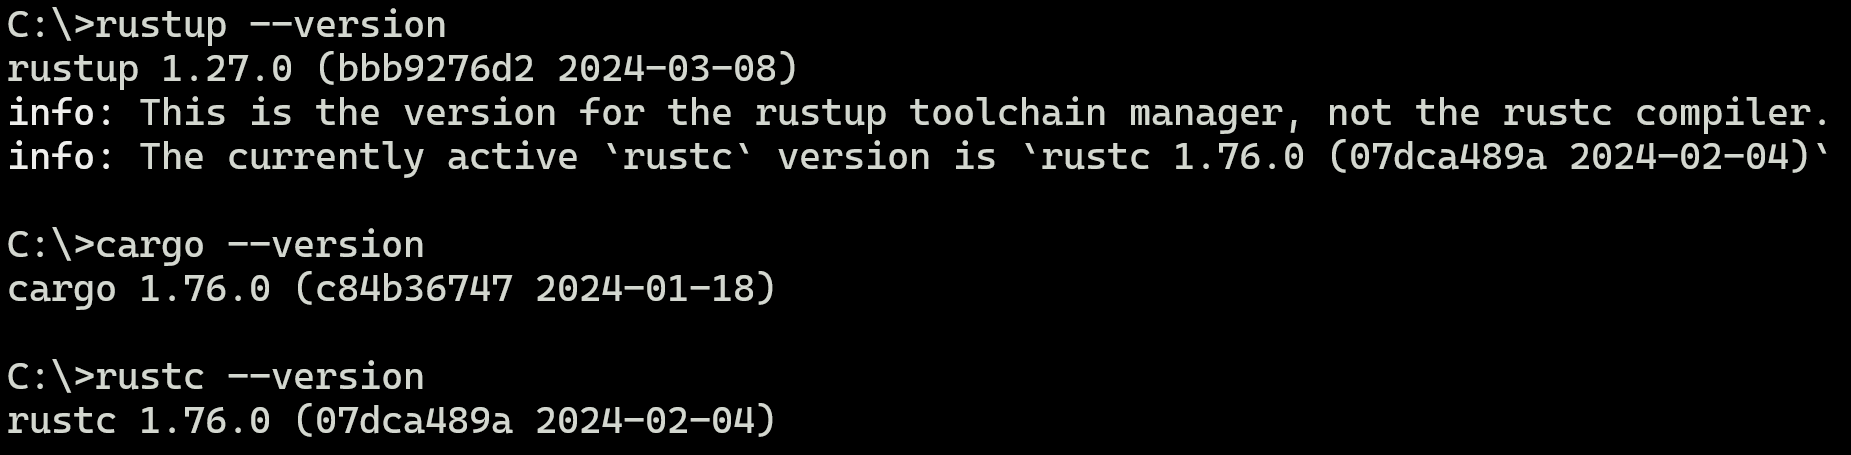 C:\>rustup --version
rustup 1.27.0 (bbb9276d2 2024-03-08)
info: This is the version for the rustup toolchain manager, not the rustc compiler.
info: The currently active `rustc` version is `rustc 1.76.0 (07dca489a 2024-02-04)`
C:\>cargo --version
cargo 1.76.0 (c84b36747 2024-01-18)
C:\>rustc --version
rustc 1.76.0 (07dca489a 2024-02-04)